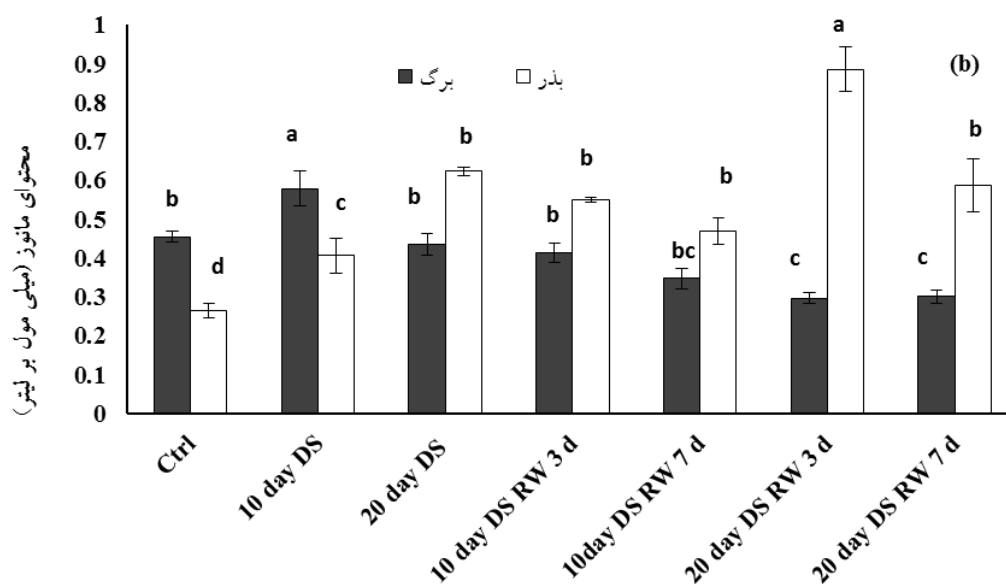 محتوای مانوز (میلی مول بر لیتر)
1
0.9
0.8
0.7
0.6
0.5
0.4
0.3
0.2
0.1
0
برگ
بذر
(b)
b
d
a
c
b
b
b
b
bc
b
c
a
c
b
Ctrl
10 day DS
20 day DS
10 day DS RW 3 d
10day DS RW 7 d
20 day DS RW 3 d
20 day DS RW 7 d